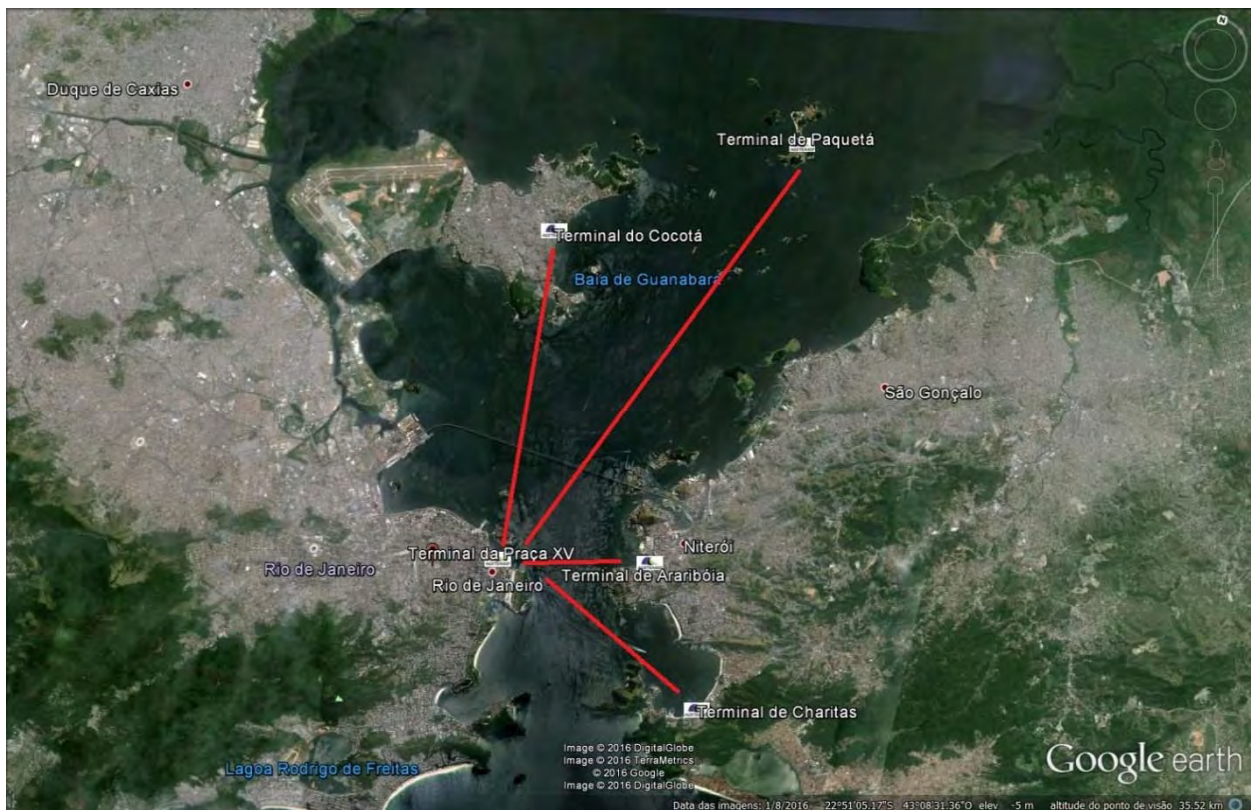 N
Duque de Caxias
Terminal de Paquetá
Terminal do Cocotá
Baia de Guanabara
São Gonçalo
Niterói
Terminal da Praça XV
Rio de Janeiro
Terminal de Araribóia
Rio de Janeiro
Terminal de Charitas
Lagoa Rodrigo de Freitas
Image © 2016 DigitalGlobe
Image © 2016 TerraMetrics
© 2016 Google
Image © 2016 DigitalGlobe
Google earth
Data das imagens: 1/8/2016 22°51'05.17"S 43°08'31.36"O elev -5 m altitude do ponto de visão 35.52 km